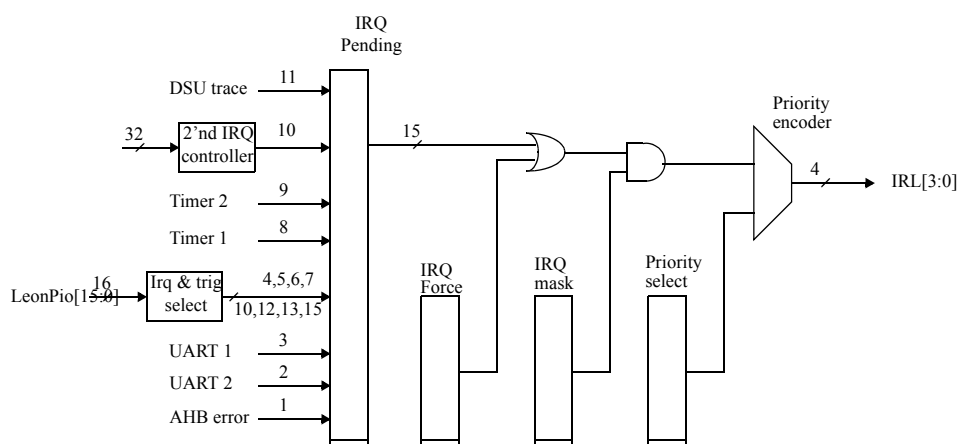 IRQ
Pending
DSU trace
11
32
2'nd IRQ
controller
10
15
Priority
encoder
4
IRL[3:0]
Timer 2
9
Timer 1
8
LeonPio[15:0]
16
Irq & trig
select
4,5,6,7
10,12,13,15
IRQ
Force
IRQ
mask
Priority
select
UART 1
3
UART 2
2
AHB error
1